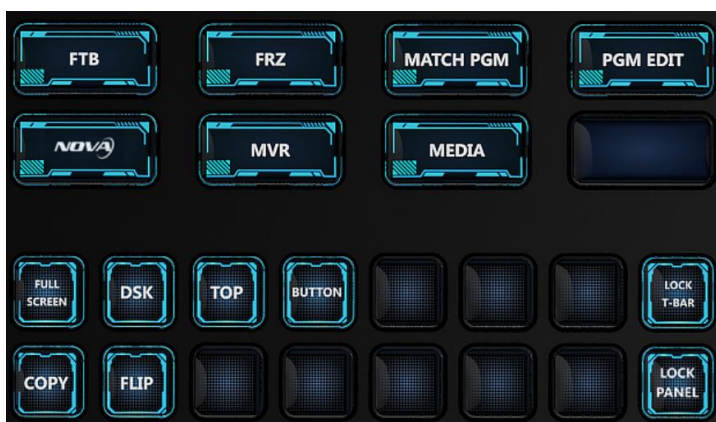 FTB
FRZ
MATCH PGM
PGM EDIT
NOVA
MVR
MEDIA
FULL
SCREEN
DSK
TOP
BUTTON
LOCK
T-BAR
COPY
FLIP
LOCK
PANEL